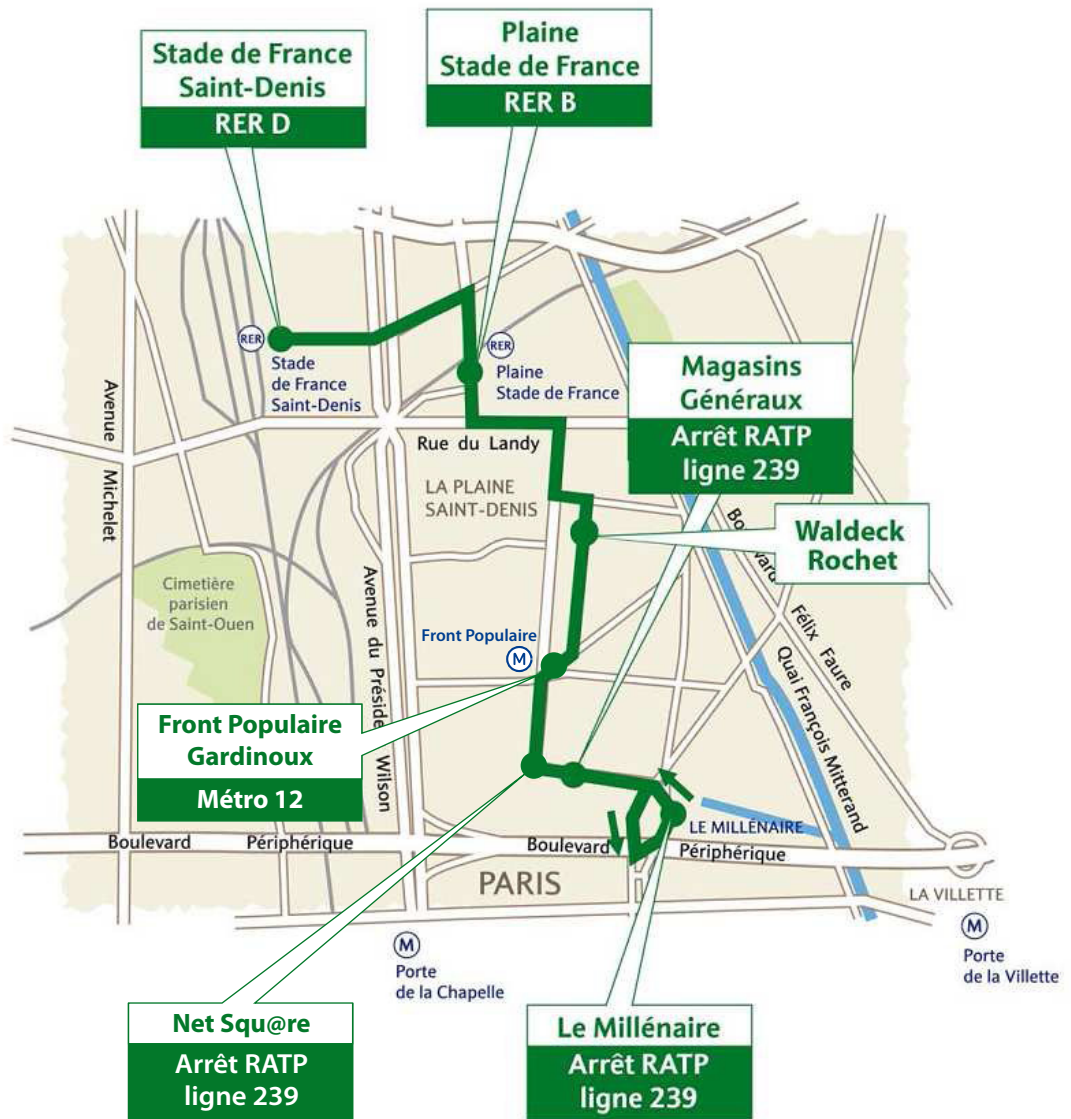 Stade de France
Saint-Denis
RER D
Plaine
Stade de France
RER B
RER
Stade
de France
Saint-Denis
RER
Plaine
Stade de France
Magasins
Généraux
Arrêt RATP
ligne 239
Avenue Michelet
Rue du Landy
LA PLAINE
SAINT-DENIS
Waldeck
Rochet
Boulevard Félix Faure
Cimetière
parisien
de Saint-Ouen
Avenue du Préside Wilson
Front Populaire
M
Quai François Mitterand
Front Populaire
Gardinoux
Métro 12
LE MILLÉNAIRE
Boulevard Périphérique
Boulevard Périphérique
PARIS
LA VILLETTE
M
Porte
de la Chapelle
M
Porte
de la Villette
Net Squ@re
Arrêt RATP
ligne 239
Le Millénaire
Arrêt RATP
ligne 239